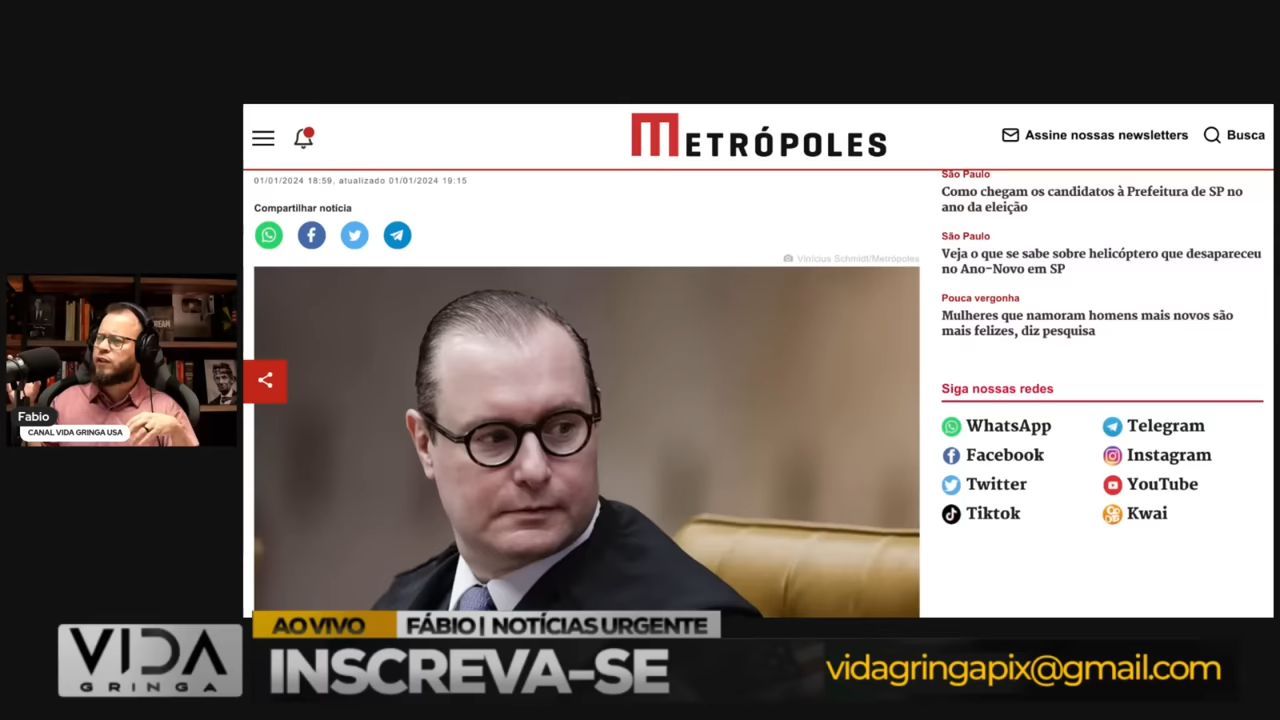 METRÓPOLES
Assine nossas newsletters
Busca
01/01/2024 18:59, atualizado 01/01/2024 19:15
Compartilhar notícia
Vinícius Schmidt/Metrópoles
São Paulo
Como chegam os candidatos à Prefeitura de SP no
ano da eleição
São Paulo
Veja o que se sabe sobre helicóptero que desapareceu
no Ano-Novo em SP
Pouca vergonha
Mulheres que namoram homens mais novos são
mais felizes, diz pesquisa
Siga nossas redes
WhatsApp
Telegram
Facebook
Instagram
Twitter
YouTube
Tiktok
Kwai
Fabio
CANAL VIDA GRINGA USA
AO VIVO
FÁBIO | NOTÍCIAS URGENTE
VIDA
GRINGA
INSCREVA-SE
vidagringapix@gmail.com